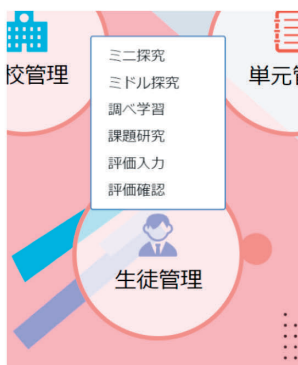 ミニ探究
ミドル探究
調べ学習
課題研究
評価入力
評価確認
校管理
単元
生徒管理